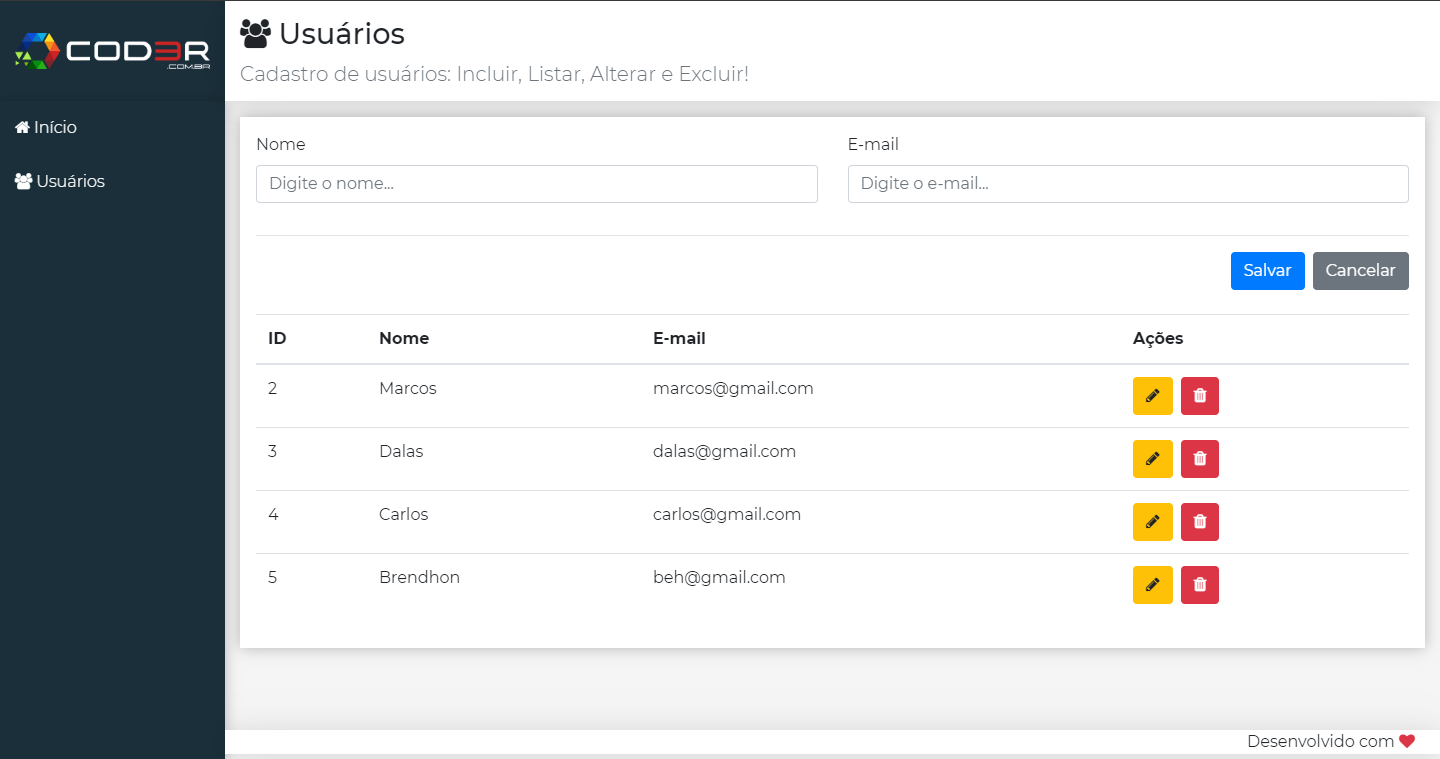 COD3R
.COM.BR
Início
Usuários
Usuários
Cadastro de usuários: Incluir, Listar, Alterar e Excluir!
Nome E-mail
Digite o nome... Digite o e-mail...
Salvar Cancelar
ID Nome E-mail Ações
2 Marcos marcos@gmail.com
3 Dalas dalas@gmail.com
4 Carlos carlos@gmail.com
5 Brendhon beh@gmail.com
Desenvolvido com